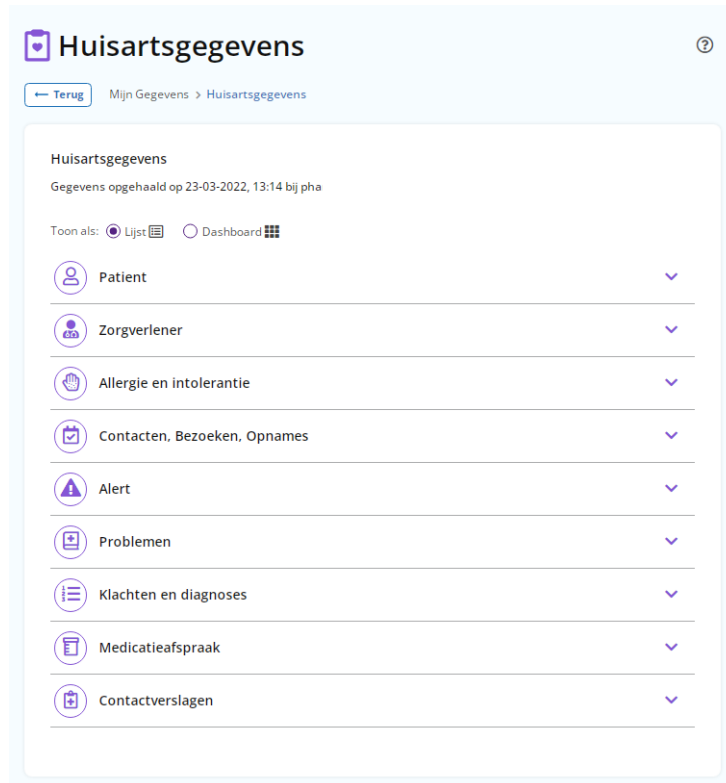 Huisartsgegevens
Terug Mijn Gegevens > Huisartsgegevens
Huisartsgegevens
Gegevens opgehaald op 23-03-2022, 13:14 bij pha
Toon als: Lijst Dashboard
Patient
Zorgverlener
Allergie en intolerantie
Contacten, Bezoeken, Opnames
Alert
Problemen
Klachten en diagnoses
Medicatieafspraak
Contactverslagen